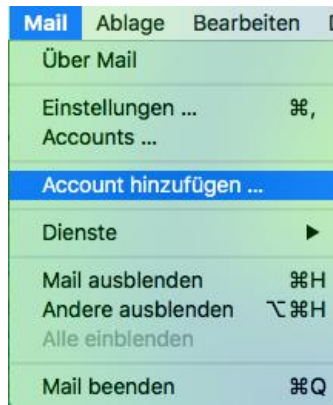 Mail Ablage Bearbeiten
Über Mail
Einstellungen ... ⌘,
Accounts ...
Account hinzufügen ...
Dienste ▶
Mail ausblenden ⌘H
Andere ausblenden ⌥⌘H
Alle einblenden
Mail beenden ⌘Q